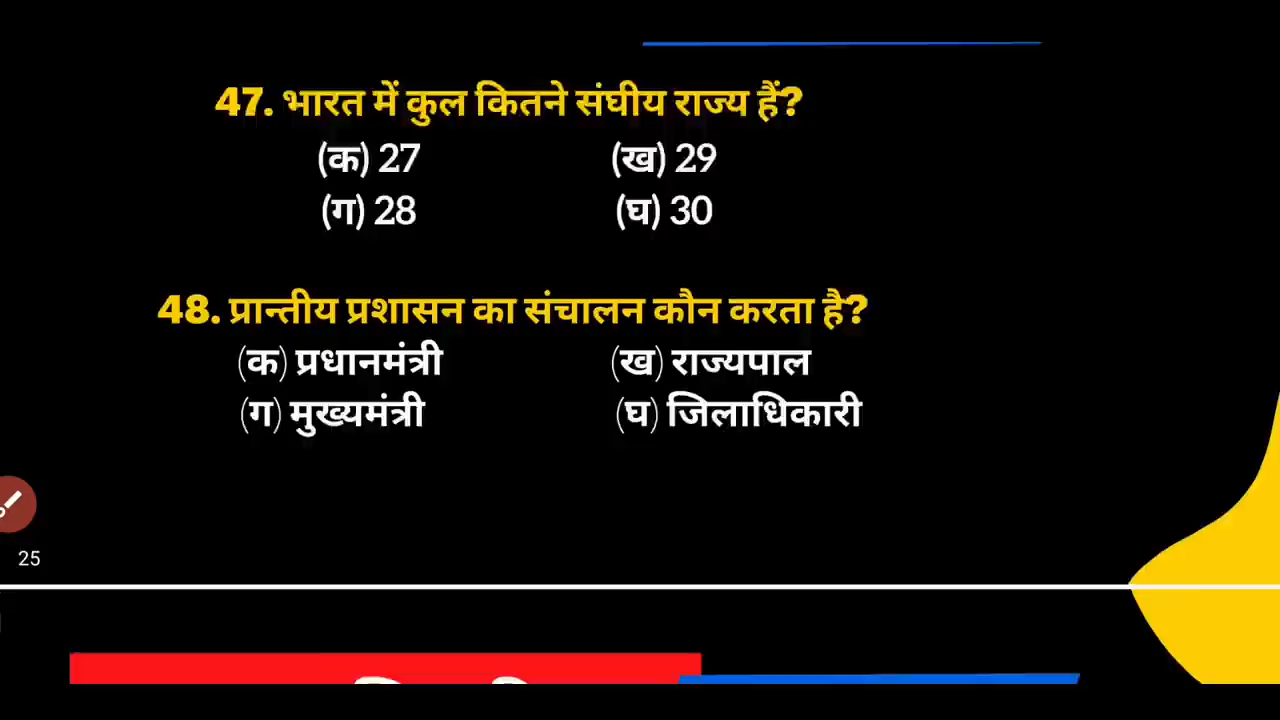 47. भारत में कुल कितने संघीय राज्य हैं?
(क) 27 (ख) 29
(ग) 28 (घ) 30
48. प्रान्तीय प्रशासन का संचालन कौन करता है?
(क) प्रधानमंत्री (ख) राज्यपाल
(ग) मुख्यमंत्री (घ) जिलाधिकारी
25